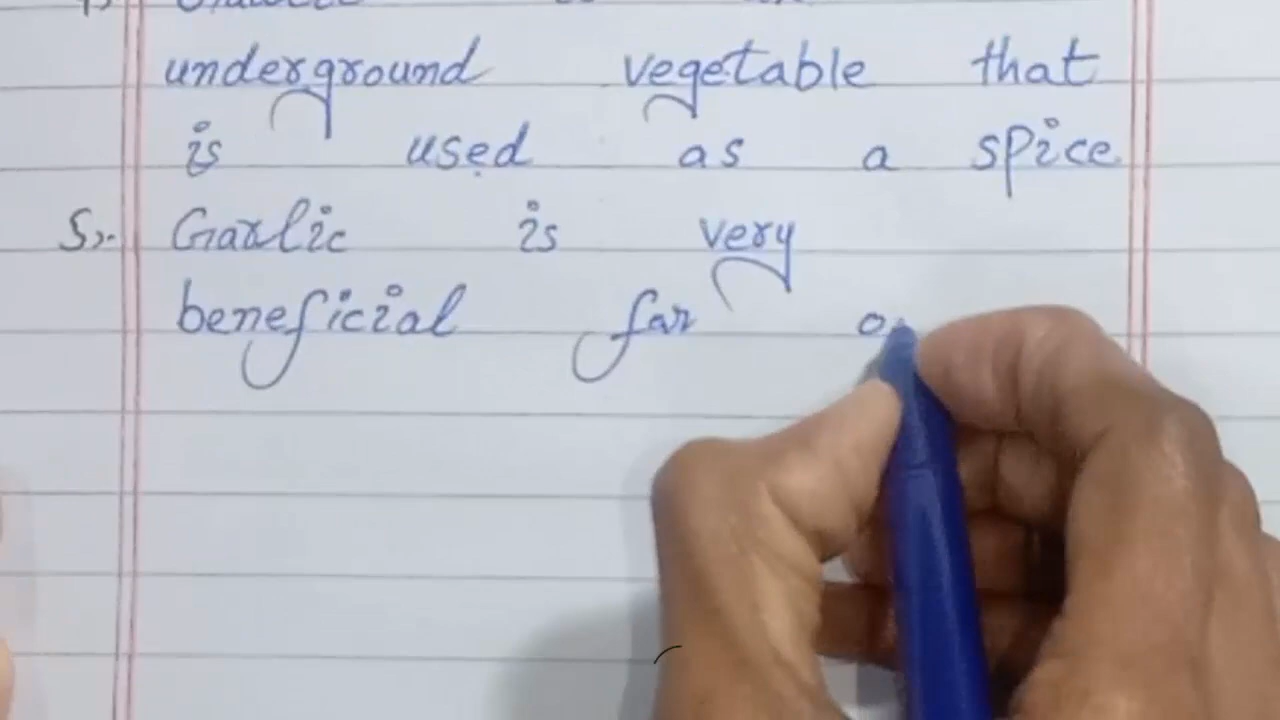 underground vegetable that
is used as a spice.
5).- Garlic is very
beneficial for